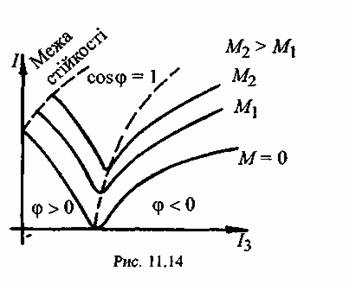 I
Межа
стійкості
cosφ = 1
M₂ > M₁
M₂
M₁
M = 0
φ > 0
φ < 0
I₃
Рис. 11.14